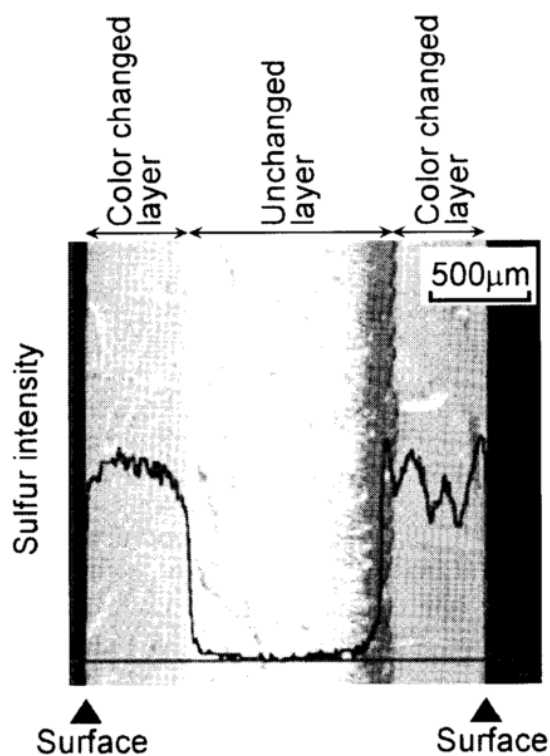 Color changed
layer
Unchanged
layer
Color changed
layer
500μm
Sulfur intensity
Surface
Surface